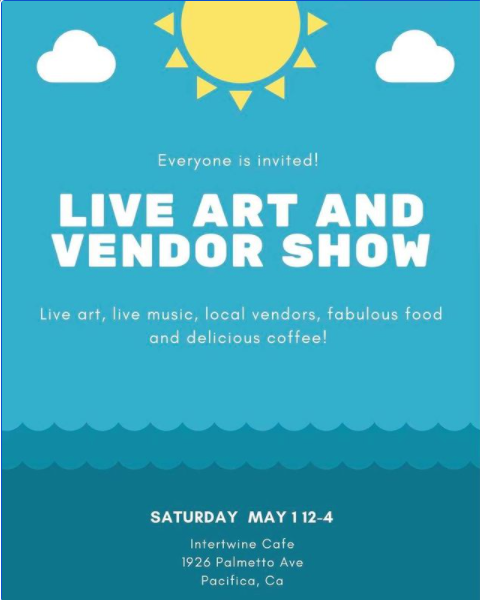 Everyone is invited!
LIVE ART AND
VENDOR SHOW
Live art, live music, local vendors, fabulous food
and delicious coffee!
SATURDAY MAY 1 12-4
Intertwine Cafe
1926 Palmetto Ave
Pacifica, Ca